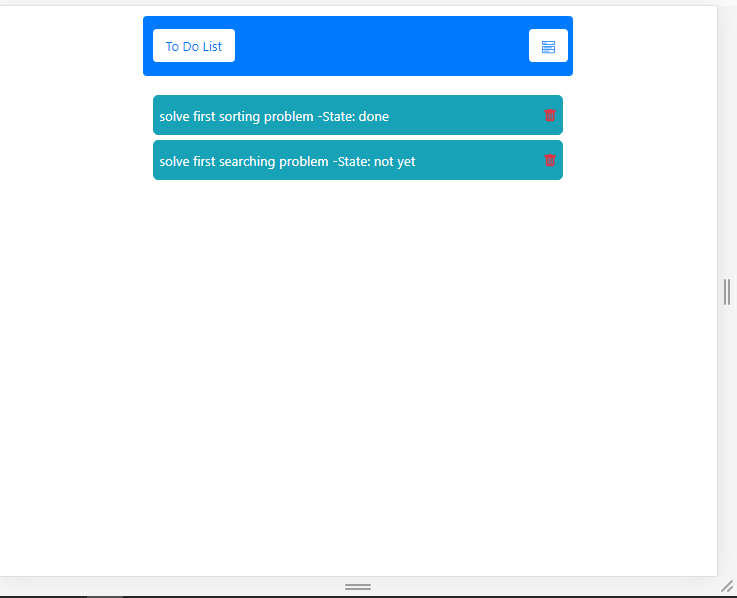 To Do List
solve first sorting problem -State: done
solve first searching problem -State: not yet